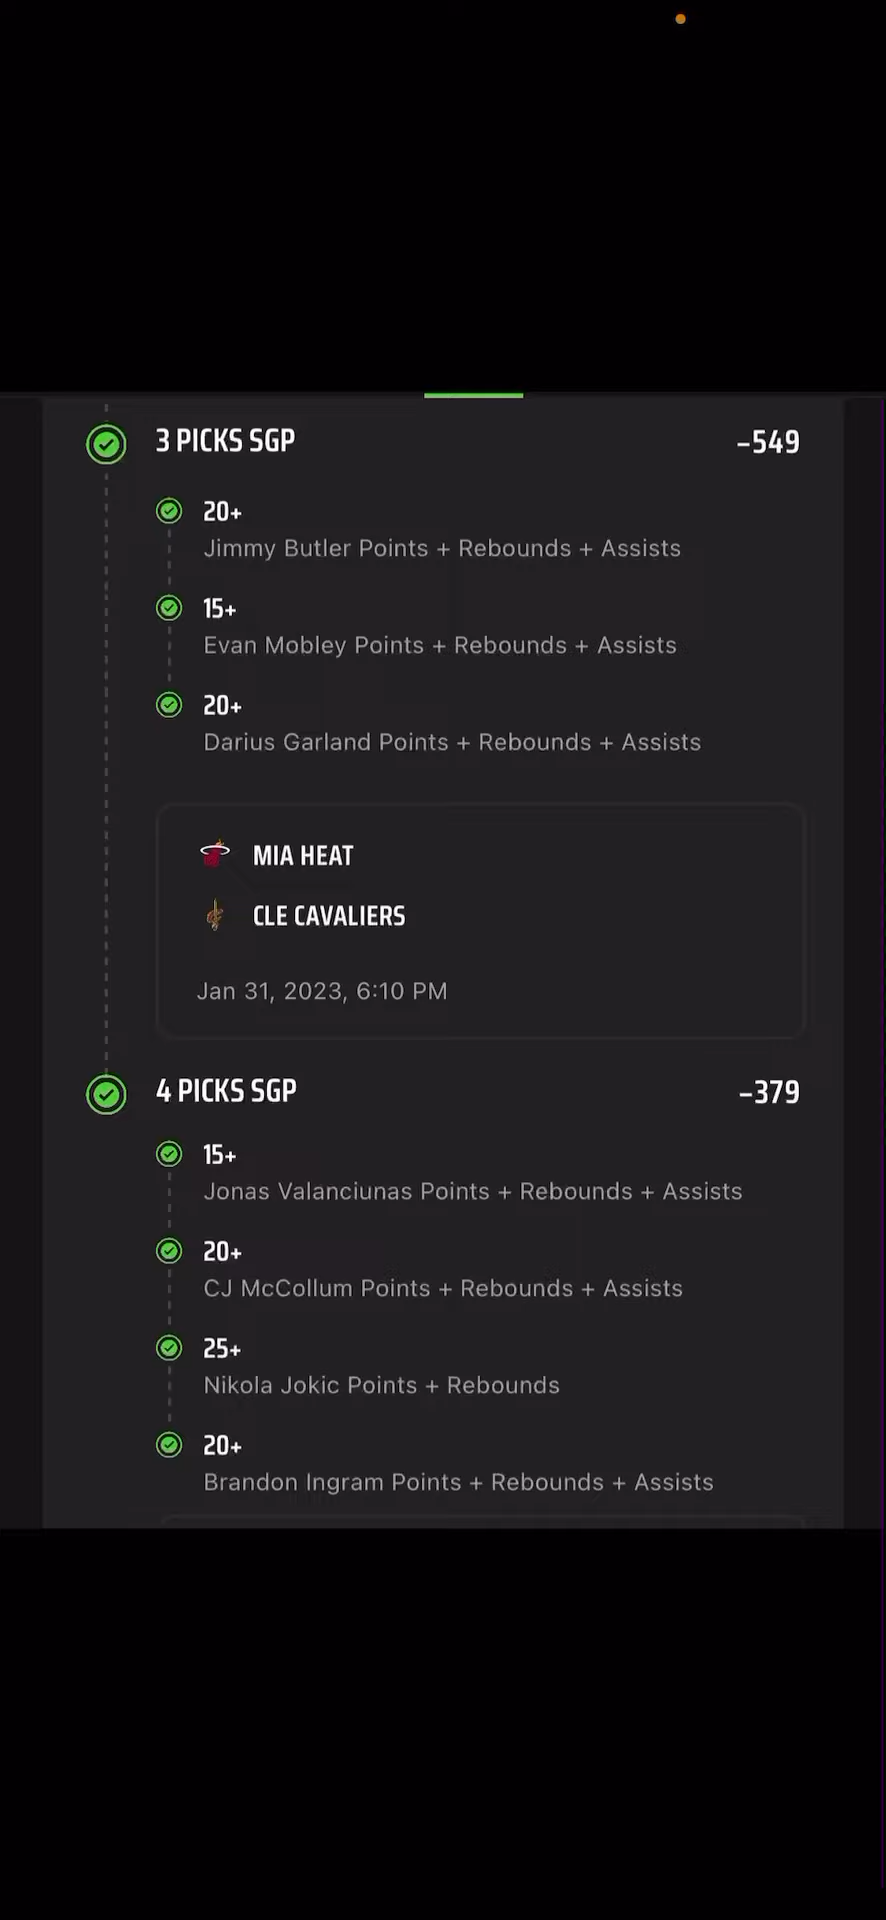 3 PICKS SGP
−549
20+
Jimmy Butler Points + Rebounds + Assists
15+
Evan Mobley Points + Rebounds + Assists
20+
Darius Garland Points + Rebounds + Assists
MIA HEAT
CLE CAVALIERS
Jan 31, 2023, 6:10 PM
4 PICKS SGP
−379
15+
Jonas Valanciunas Points + Rebounds + Assists
20+
CJ McCollum Points + Rebounds + Assists
25+
Nikola Jokic Points + Rebounds
20+
Brandon Ingram Points + Rebounds + Assists